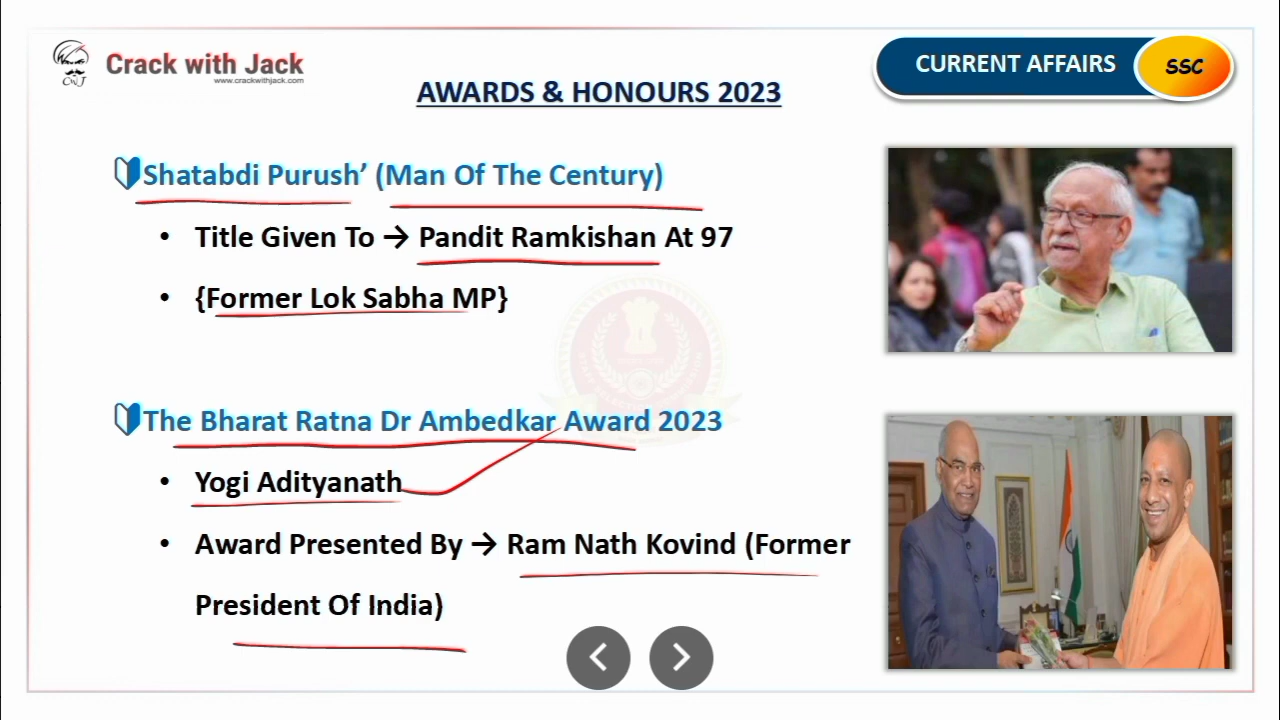 Crack with Jack
www.crackwithjack.com
CURRENT AFFAIRS
SSC
AWARDS & HONOURS 2023
Shatabdi Purush’ (Man Of The Century)
• Title Given To → Pandit Ramkishan At 97
• {Former Lok Sabha MP}
The Bharat Ratna Dr Ambedkar Award 2023
• Yogi Adityanath
• Award Presented By → Ram Nath Kovind (Former
President Of India)